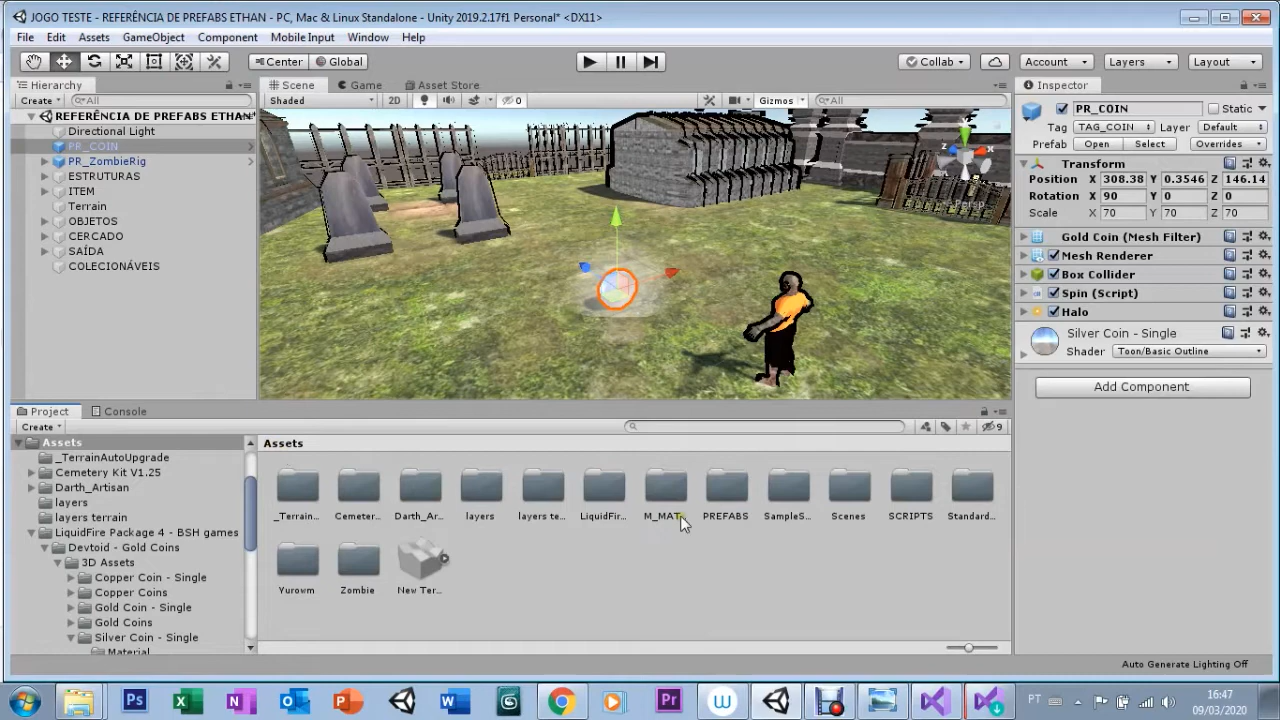 JOGO TESTE - REFERÊNCIA DE PREFABS ETHAN - PC, Mac & Linux Standalone - Unity 2019.2.17f1 Personal* <DX11>
File Edit Assets GameObject Component Mobile Input Window Help
Center Global Collab Account Layers Layout
Hierarchy Scene Game Asset Store Inspector
Create All Shaded 2D 0 Gizmos All
REFERÊNCIA DE PREFABS ETHAN*
Directional Light
PR_COIN
PR_ZombieRig
ESTRUTURAS
ITEM
Terrain
OBJETOS
CERCADO
SAÍDA
COLECIONÁVEIS
z x
Persp
PR_COIN Static
Tag TAG_COIN Layer Default
Prefab Open Select Overrides
Transform
Position X 308.38 Y 0.3546 Z 146.14
Rotation X 90 Y 0 Z 0
Scale X 70 Y 70 Z 70
Gold Coin (Mesh Filter)
Mesh Renderer
Box Collider
Spin (Script)
Halo
Silver Coin - Single
Shader Toon/Basic Outline
Add Component
Project Console
Create 9
Assets
_TerrainAutoUpgrade
Cemetery Kit V1.25
Darth_Artisan
layers
layers terrain
LiquidFire Package 4 - BSH games
Devtoid - Gold Coins
3D Assets
Copper Coin - Single
Copper Coins
Gold Coin - Single
Gold Coins
Silver Coin - Single
Material
Assets
_Terrain... Cemeter... Darth_Ar... layers layers te... LiquidFir... M_MAT PREFABS SampleS... Scenes SCRIPTS Standard...
Yurowm Zombie New Ter...
Auto Generate Lighting Off
PT 16:47
09/03/2020